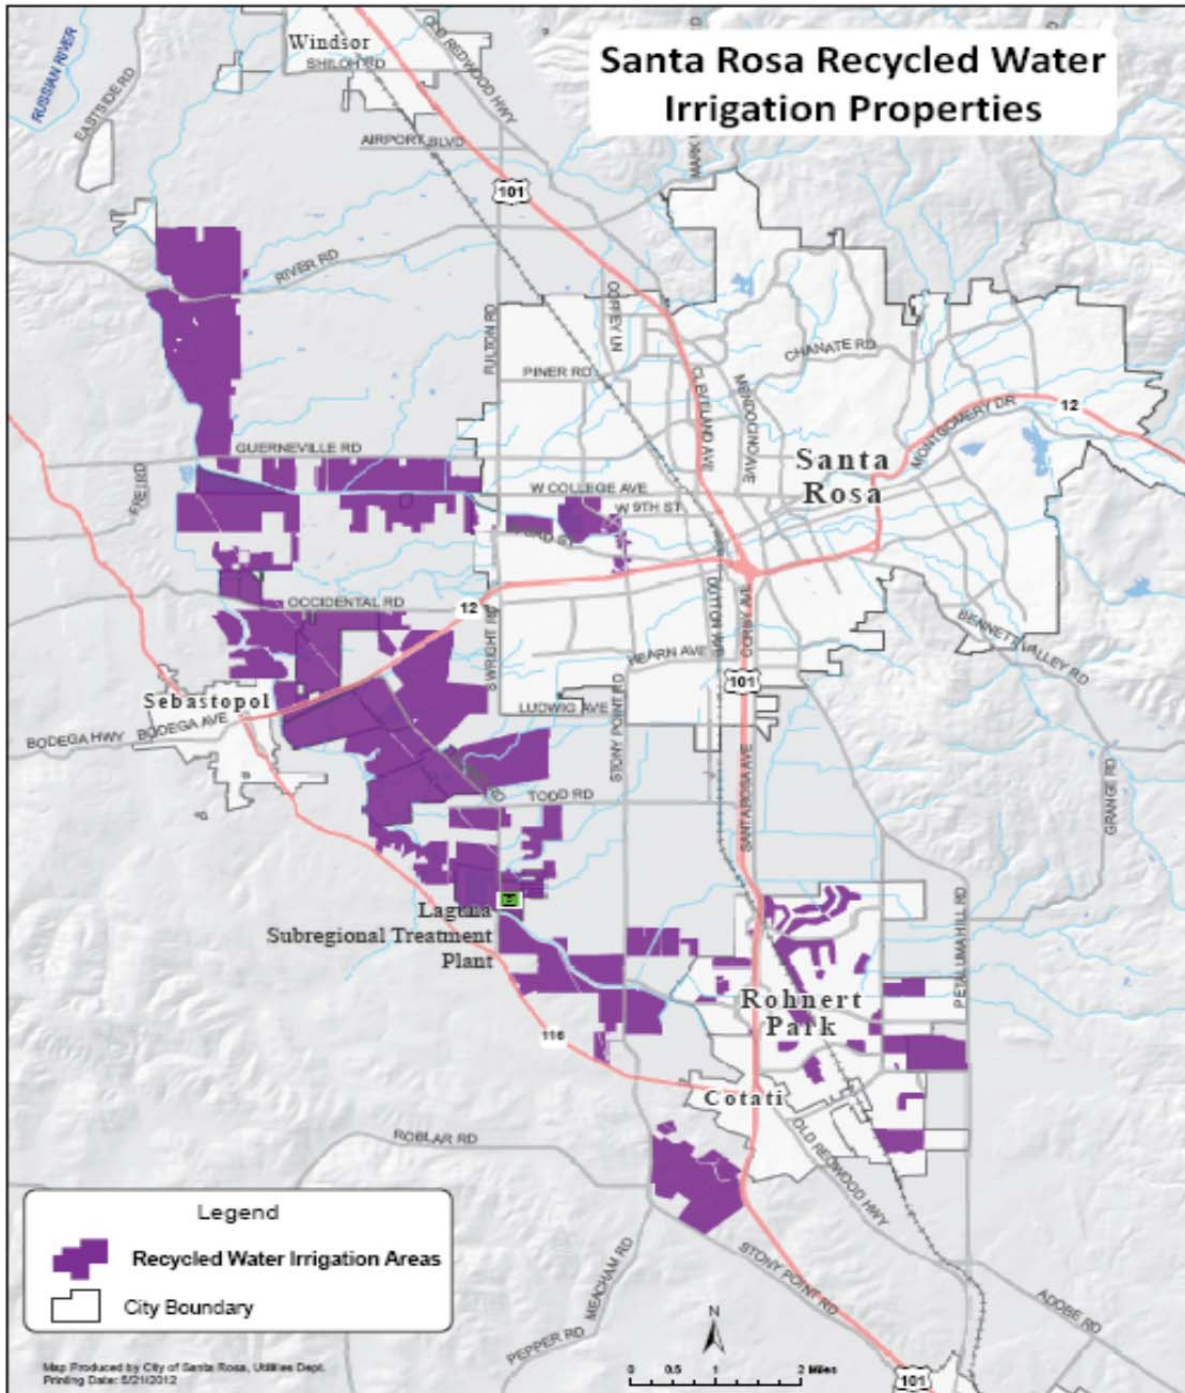 Santa Rosa Recycled Water
Irrigation Properties
Windsor
SHILOH RD
OLD REDWOOD HWY
RUSSIAN RIVER
EASTSIDE RD
AIRPORT BLVD
101
RIVER RD
FULTON RD
COFFEY LN
PINER RD
CLEVELAND AVE
MENDOCINO AVE
CHANATE RD
12
MONTGOMERY DR
GUERNEVILLE RD
FREI RD
W COLLEGE AVE
W 9TH ST
Santa
Rosa
OCCIDENTAL RD
12
S WRIGHT RD
DUTTON AVE
CORBY AVE
HEARN AVE
BENNETT VALLEY RD
101
Sebastopol
BODEGA HWY
BODEGA AVE
LUDWIG AVE
STONY POINT RD
TODD RD
SANTA ROSA AVE
GRANGE RD
Laguna
Subregional Treatment
Plant
PETALUMA HILL RD
Rohnert
Park
116
Cotati
ROBLAR RD
OLD REDWOOD HWY
Legend
Recycled Water Irrigation Areas
City Boundary
MEACHAM RD
STONY POINT RD
PEPPER RD
ADOBE RD
N
0 0.5 1 2 Miles
101
Map Produced by City of Santa Rosa, Utilities Dept.
Printing Date: 5/21/2012